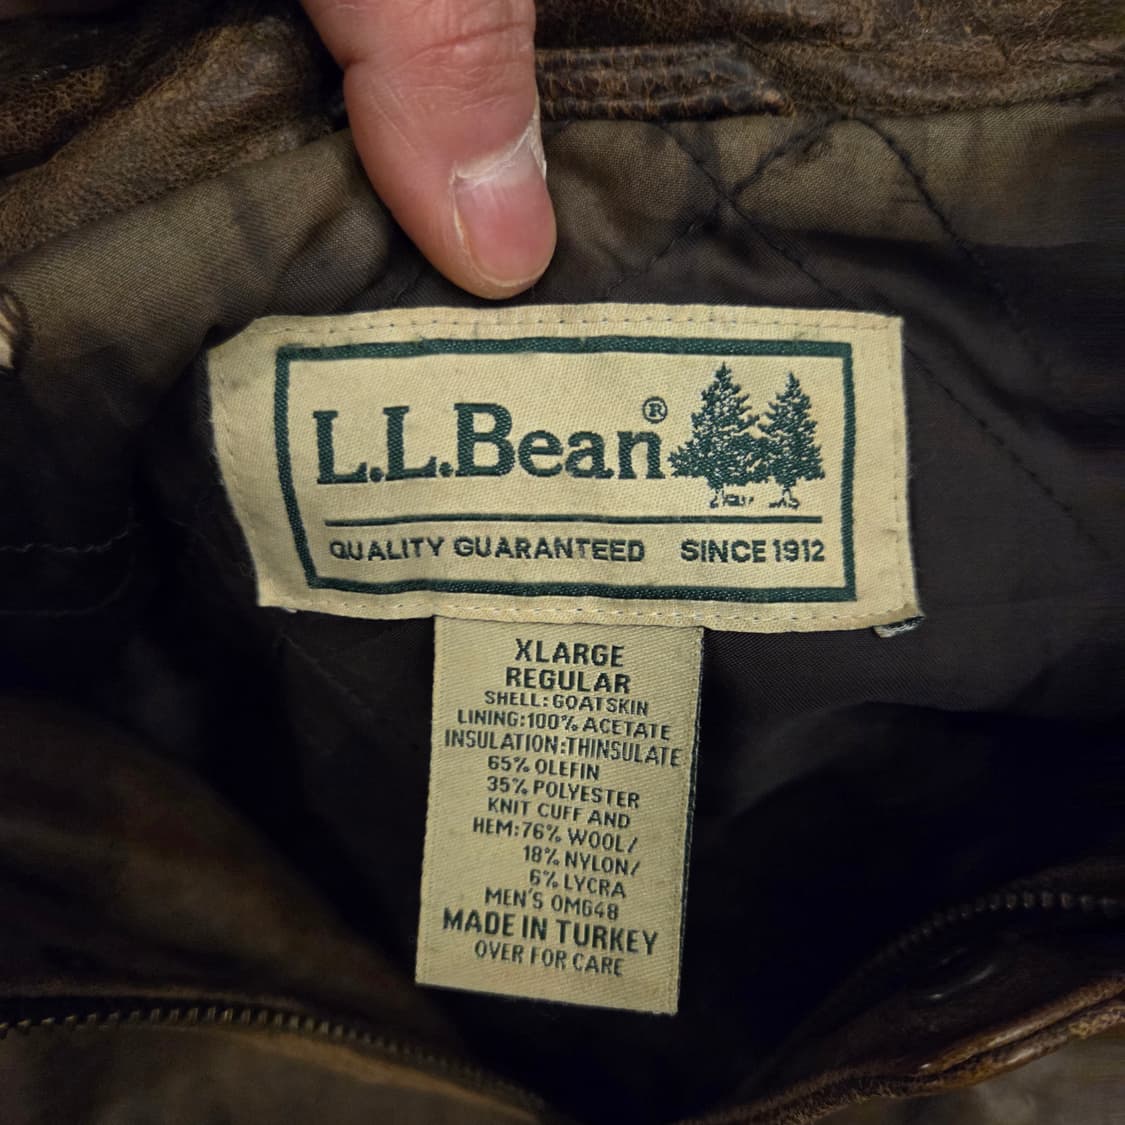 L.L.Bean®
QUALITY GUARANTEED SINCE 1912
XLARGE
REGULAR
SHELL: GOATSKIN
LINING:100% ACETATE
INSULATION:THINSULATE
65% OLEFIN
35% POLYESTER
KNIT CUFF AND
HEM:76% WOOL/
18% NYLON/
6% LYCRA
MEN'S 0MG48
MADE IN TURKEY
OVER FOR CARE